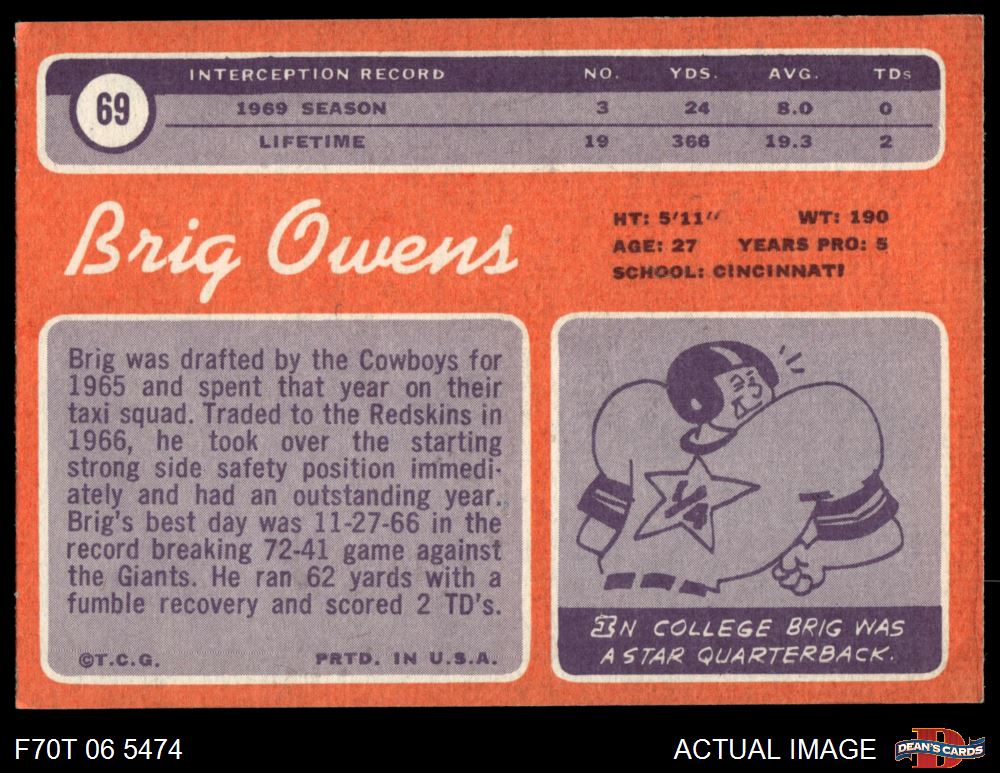 69
INTERCEPTION RECORD NO. YDS. AVG. TDs
1969 SEASON 3 24 8.0 0
LIFETIME 19 366 19.3 2
Brig Owens
HT: 5'11" WT: 190
AGE: 27 YEARS PRO: 5
SCHOOL: CINCINNATI
Brig was drafted by the Cowboys for
1965 and spent that year on their
taxi squad. Traded to the Redskins in
1966, he took over the starting
strong side safety position immedi-
ately and had an outstanding year.
Brig's best day was 11-27-66 in the
record breaking 72-41 game against
the Giants. He ran 62 yards with a
fumble recovery and scored 2 TD's.
©T.C.G. PRTD. IN U.S.A.
1/4
IN COLLEGE BRIG WAS
A STAR QUARTERBACK.
F70T 06 5474
ACTUAL IMAGE
D
DEAN'S CARDS